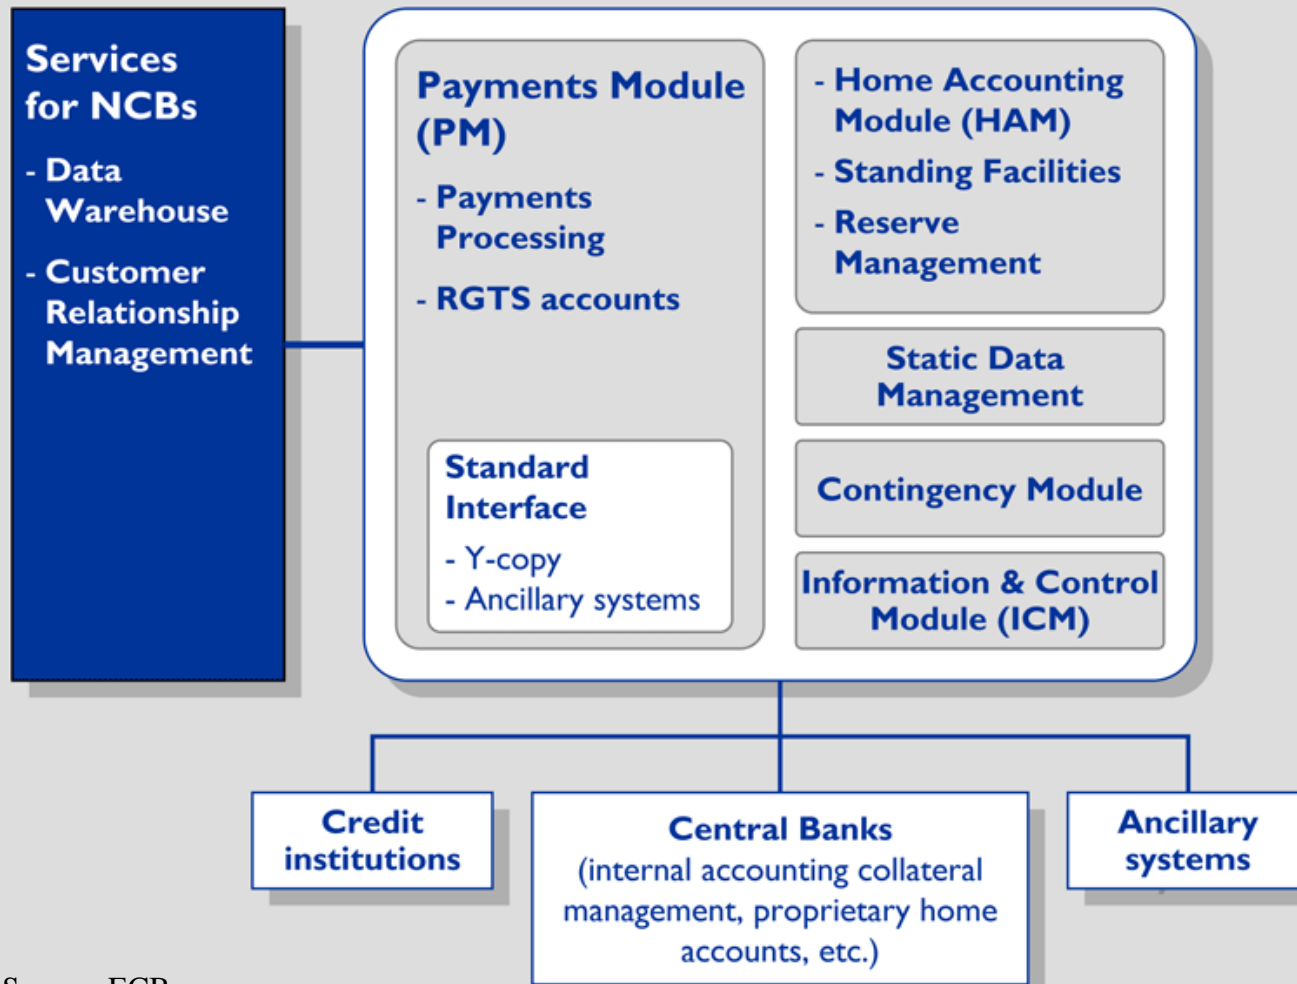 Services
for NCBs
- Data
Warehouse
- Customer
Relationship
Management
Payments Module
(PM)
- Payments
Processing
- RGTS accounts
Standard
Interface
- Y-copy
- Ancillary systems
- Home Accounting
Module (HAM)
- Standing Facilities
- Reserve
Management
Static Data
Management
Contingency Module
Information & Control
Module (ICM)
Credit
institutions
Central Banks
(internal accounting collateral
management, proprietary home
accounts, etc.)
Ancillary
systems